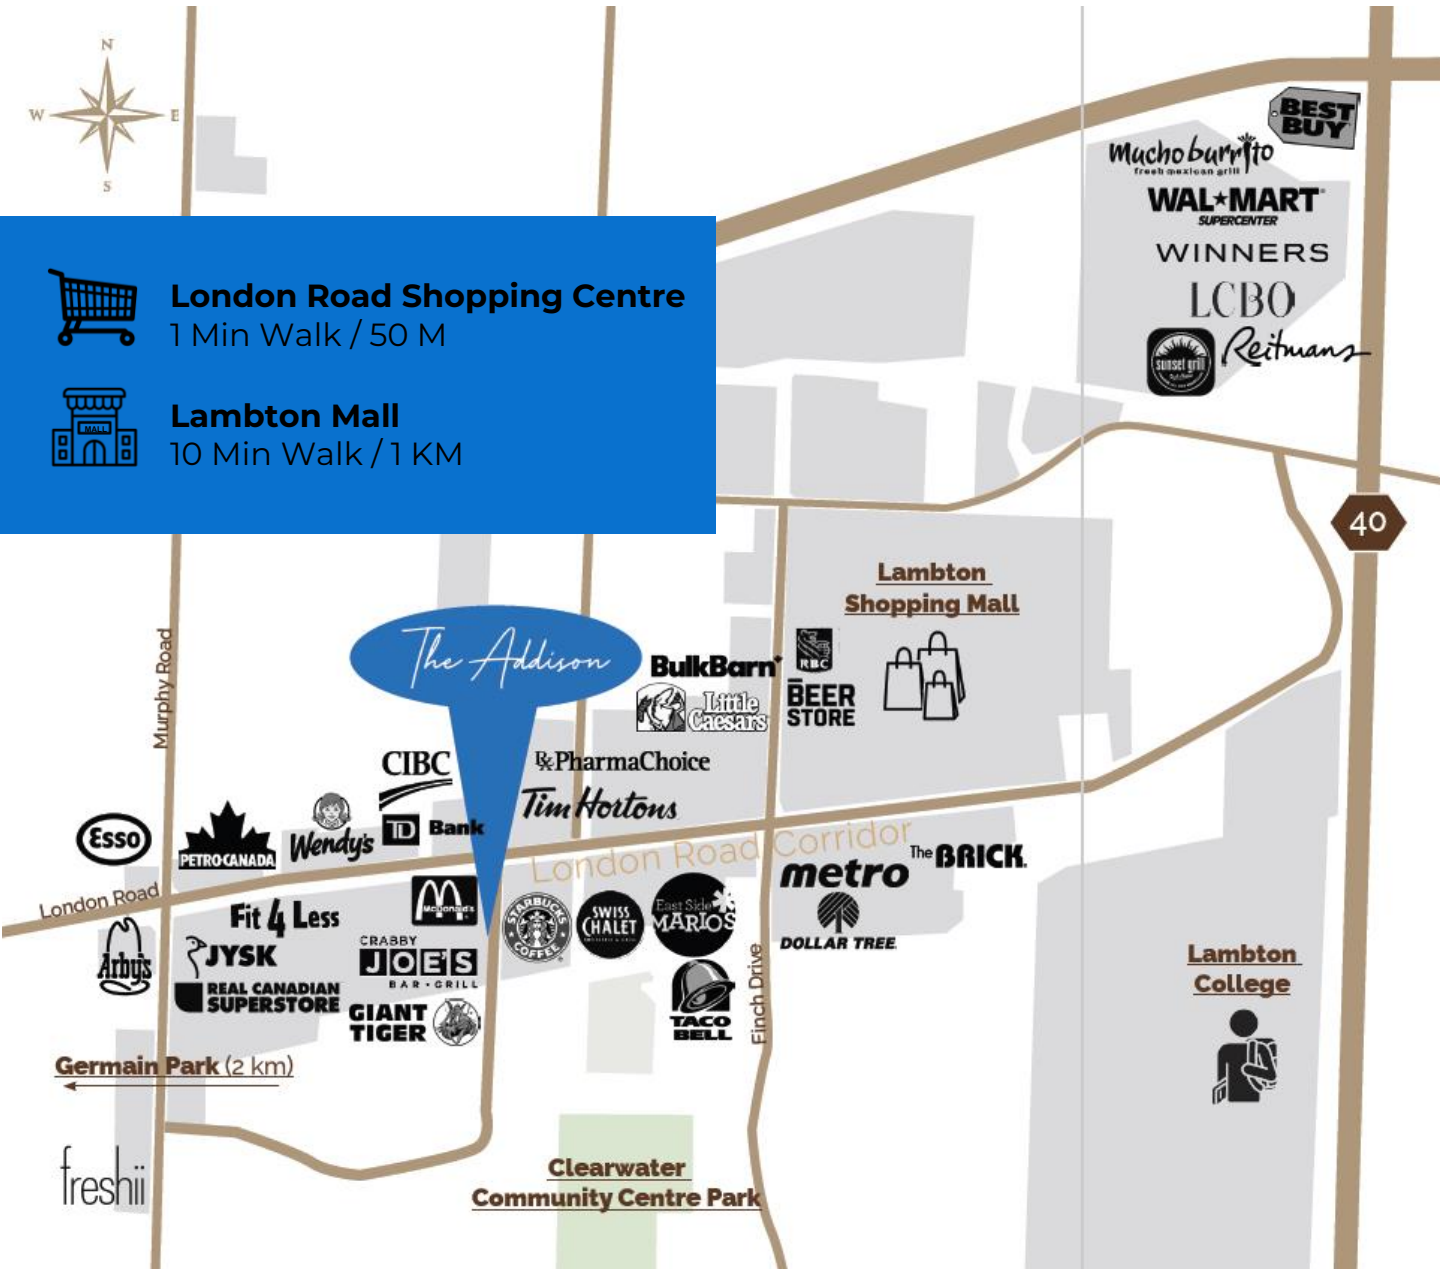 N
W E
S
London Road Shopping Centre
1 Min Walk / 50 M
MALL
Lambton Mall
10 Min Walk / 1 KM
BEST
BUY
Mucho burrito
fresh mexican grill
WAL★MART
SUPERCENTER
WINNERS
LCBO
sunset grill
Reitmans
40
Lambton
Shopping Mall
The Addison
BulkBarn
RBC
Little
Caesars
BEER
STORE
Murphy Road
CIBC
PharmaChoice
Tim Hortons
Esso
PETRO-CANADA
Wendy's
TD Bank
London Road Corridor
London Road
metro
The BRICK.
Fit 4 Less
McDonald's
STARBUCKS
COFFEE
SWISS
CHALET
East Side
MARIO'S
DOLLAR TREE
Arby's
JYSK
CRABBY
JOE'S
BAR • GRILL
REAL CANADIAN
SUPERSTORE
GIANT
TIGER
TACO
BELL
Finch Drive
Lambton
College
Germain Park (2 km)
freshii
Clearwater
Community Centre Park